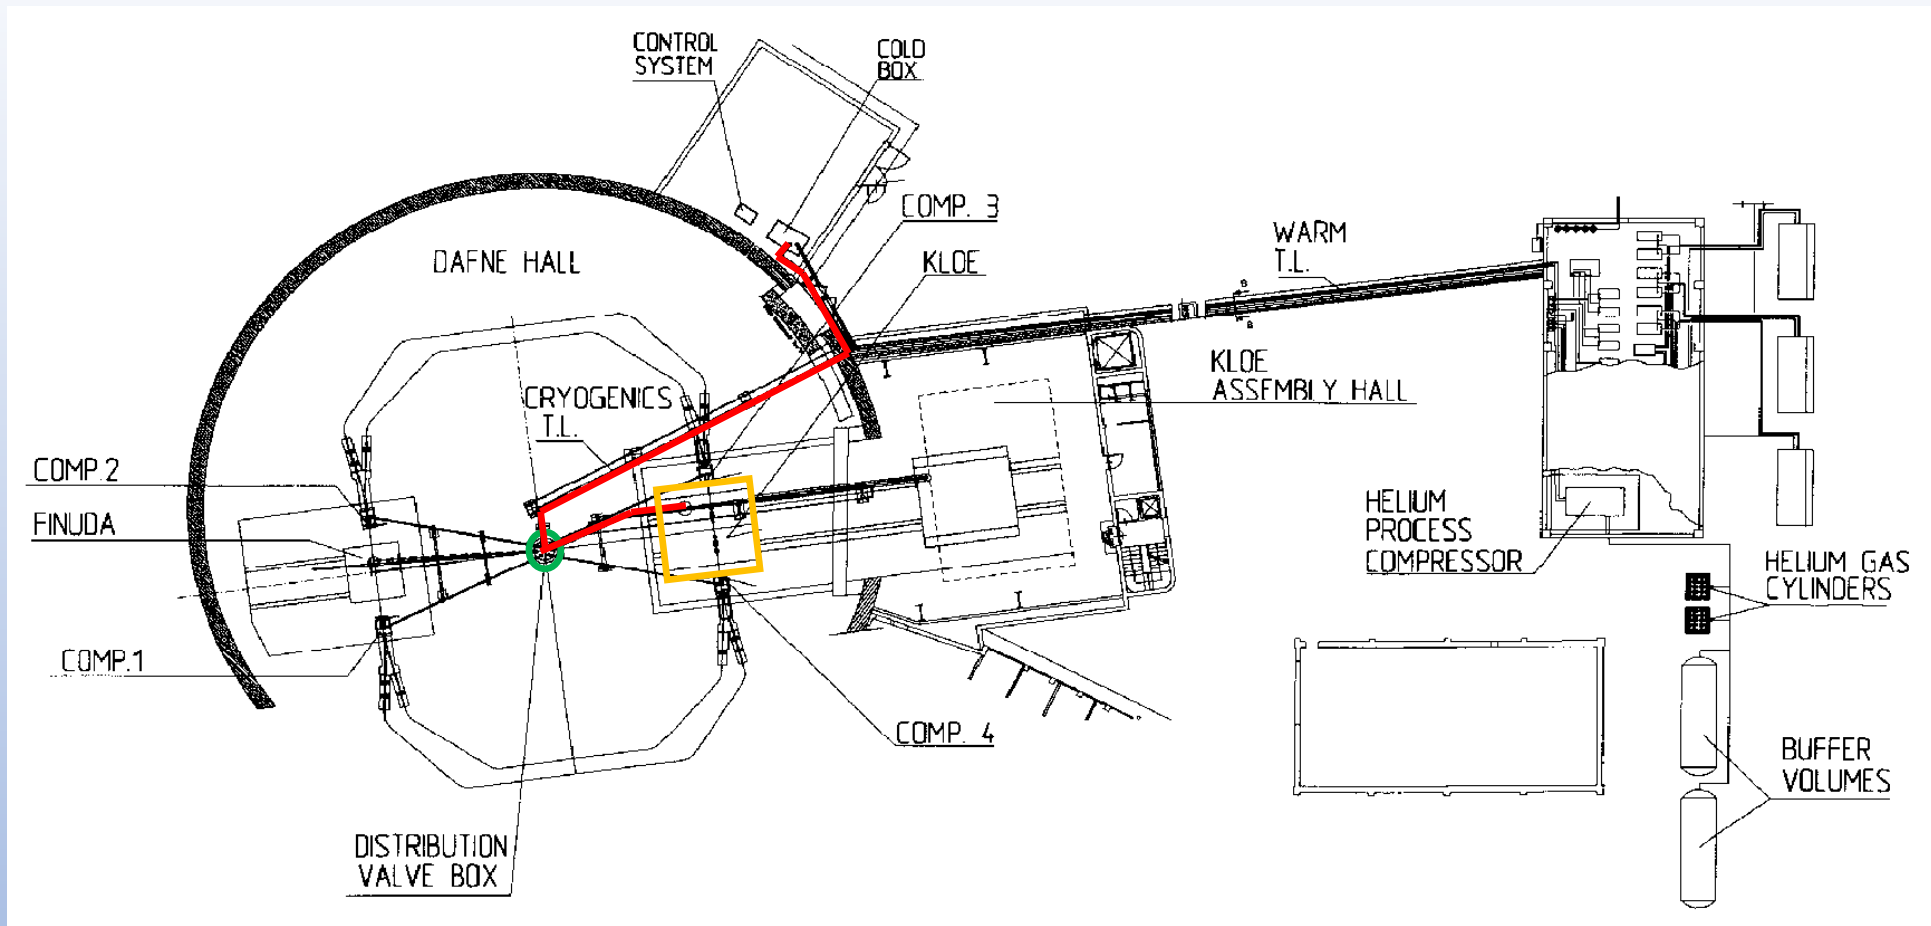 CONTROL
SYSTEM
COLD
BOX
COMP. 3
KLOE
DAFNE HALL
WARM
T.L.
CRYOGENICS
T.L.
KLOE
ASSEMBLY HALL
COMP.2
FINUDA
HELIUM
PROCESS
COMPRESSOR
HELIUM GAS
CYLINDERS
COMP.1
COMP. 4
BUFFER
VOLUMES
DISTRIBUTION
VALVE BOX